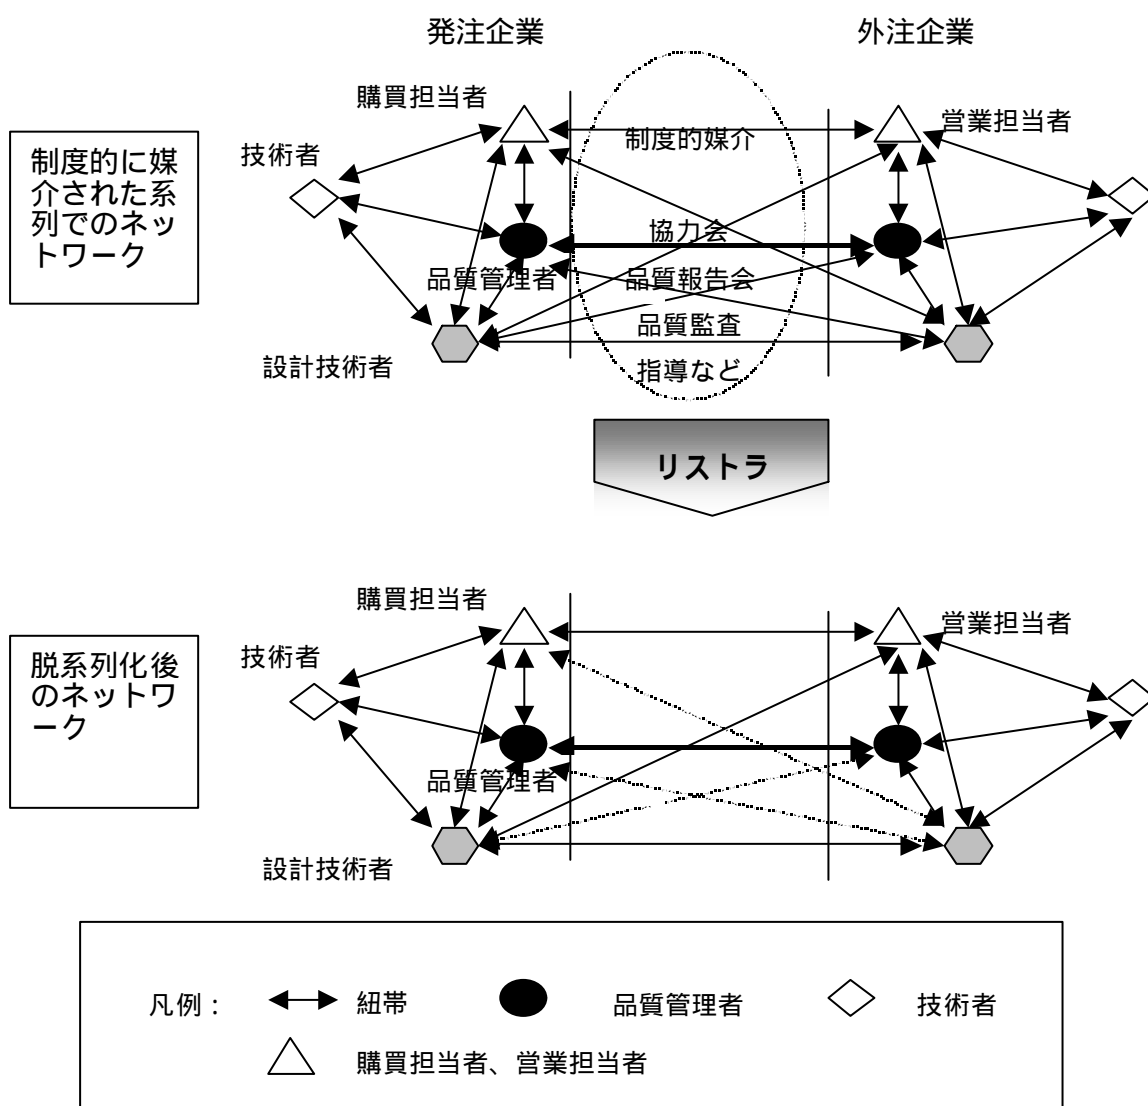 発注企業
外注企業
購買担当者
営業担当者
制度的媒介
技術者
制度的に媒
介された系
列でのネッ
トワーク
協力会
品質管理者
品質報告会
品質監査
設計技術者
指導など
リストラ
購買担当者
営業担当者
技術者
脱系列化後
のネットワ
ーク
品質管理者
設計技術者
凡例：
紐帯
品質管理者
技術者
購買担当者、営業担当者